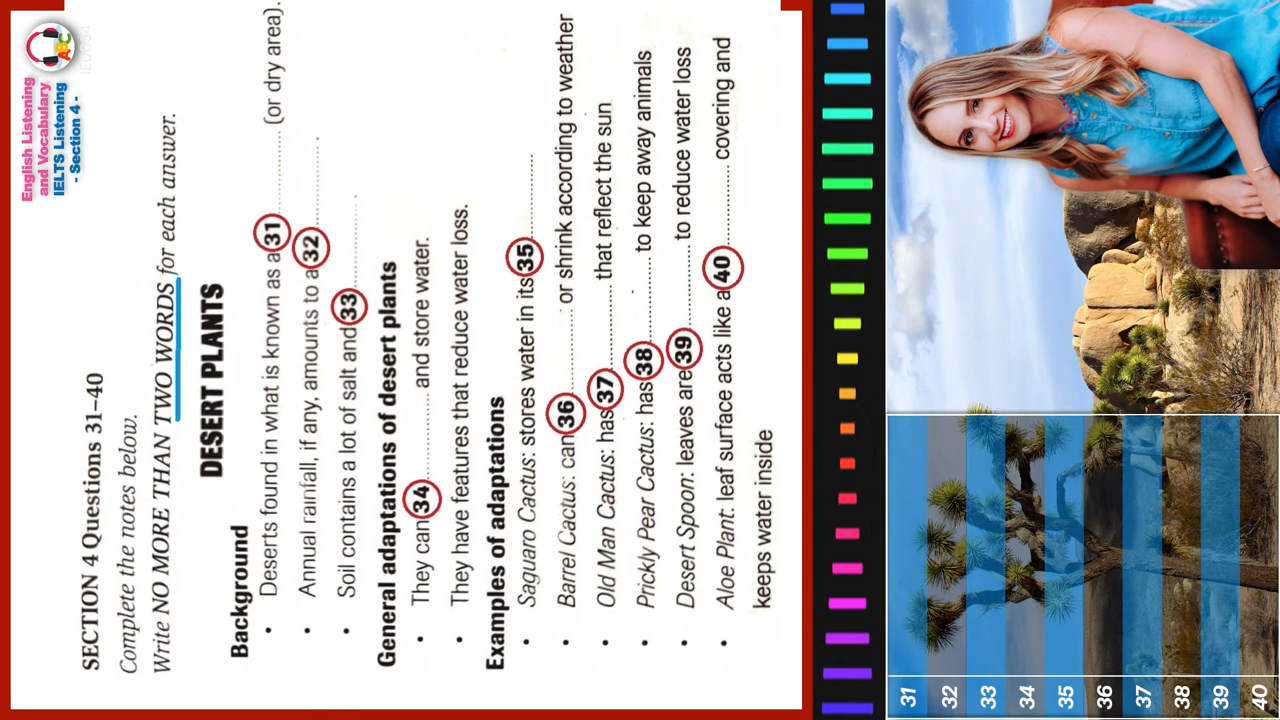 English Listening
and Vocabulary
IELTS Listening
- Section 4 -
ABC
SECTION 4 Questions 31–40
Complete the notes below.
Write NO MORE THAN TWO WORDS for each answer.
DESERT PLANTS
Background
• Deserts found in what is known as a 31 .................. (or dry area).
• Annual rainfall, if any, amounts to a 32 .................. .
• Soil contains a lot of salt and 33 .................. .
General adaptations of desert plants
• They can 34 .................. and store water.
• They have features that reduce water loss.
Examples of adaptations
• Saguaro Cactus: stores water in its 35 ..................
• Barrel Cactus: can 36 .................. or shrink according to weather
• Old Man Cactus: has 37 .................. that reflect the sun
• Prickly Pear Cactus: has 38 .................. to keep away animals
• Desert Spoon: leaves are 39 .................. to reduce water loss
• Aloe Plant: leaf surface acts like a 40 .................. covering and
keeps water inside
31
32
33
34
35
36
37
38
39
40